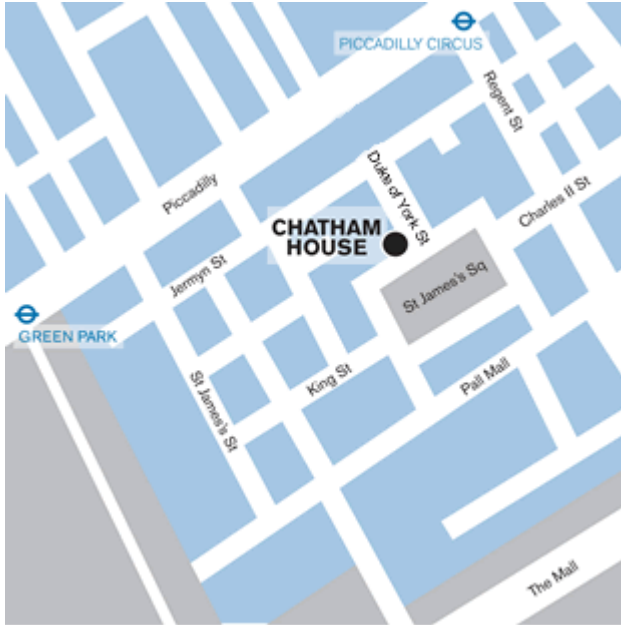 PICCADILLY CIRCUS
Regent St
Duke of York St
Piccadilly
Charles II St
CHATHAM
HOUSE
Jermyn St
St James's Sq
GREEN PARK
King St
Pall Mall
St James's St
The Mall